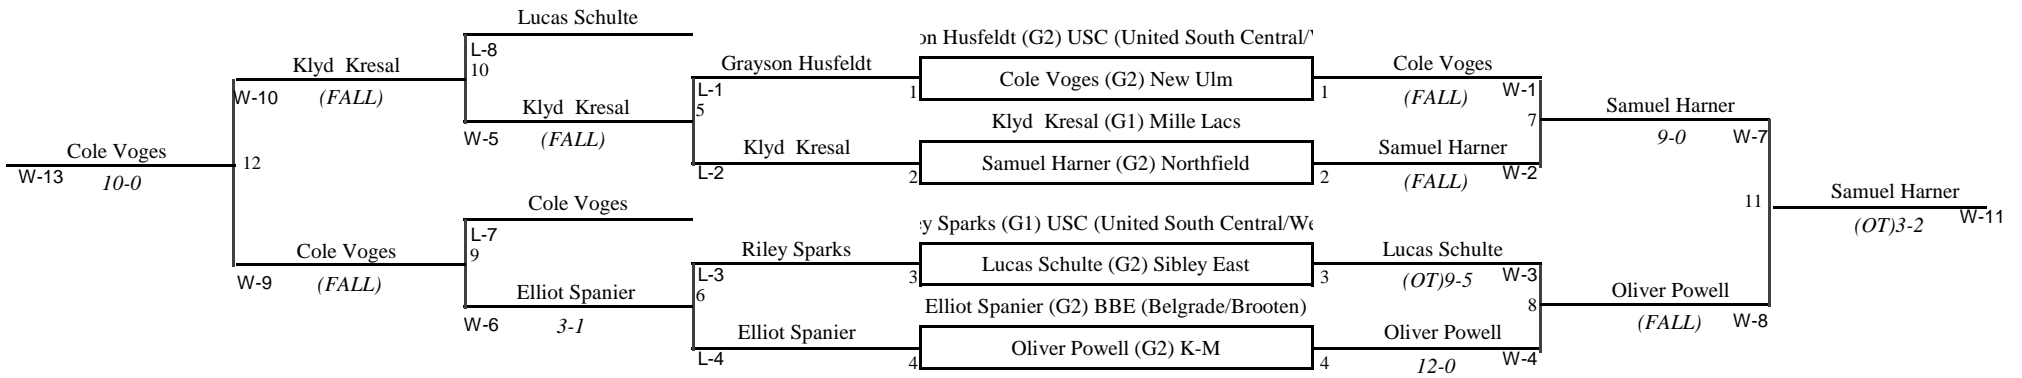 Lucas Schulte
L-8
10
Klyd Kresal
W-10
(FALL)
Klyd Kresal
W-5
(FALL)
Cole Voges
W-13
10-0
12
Cole Voges
L-7
9
Cole Voges
W-9
(FALL)
Elliot Spanier
W-6
3-1
Grayson Husfeldt
L-1
5
Klyd Kresal
L-2
Riley Sparks
L-3
6
Elliot Spanier
L-4
on Husfeldt (G2) USC (United South Central/
1
Cole Voges (G2) New Ulm
1
Klyd Kresal (G1) Mille Lacs
2
Samuel Harner (G2) Northfield
2
y Sparks (G1) USC (United South Central/We
3
Lucas Schulte (G2) Sibley East
3
Elliot Spanier (G2) BBE (Belgrade/Brooten)
4
Oliver Powell (G2) K-M
4
Cole Voges
(FALL)
W-1
7
Samuel Harner
(FALL)
W-2
Lucas Schulte
(OT)9-5
W-3
8
Oliver Powell
12-0
W-4
Samuel Harner
9-0
W-7
11
Oliver Powell
(FALL)
W-8
Samuel Harner
(OT)3-2
W-11